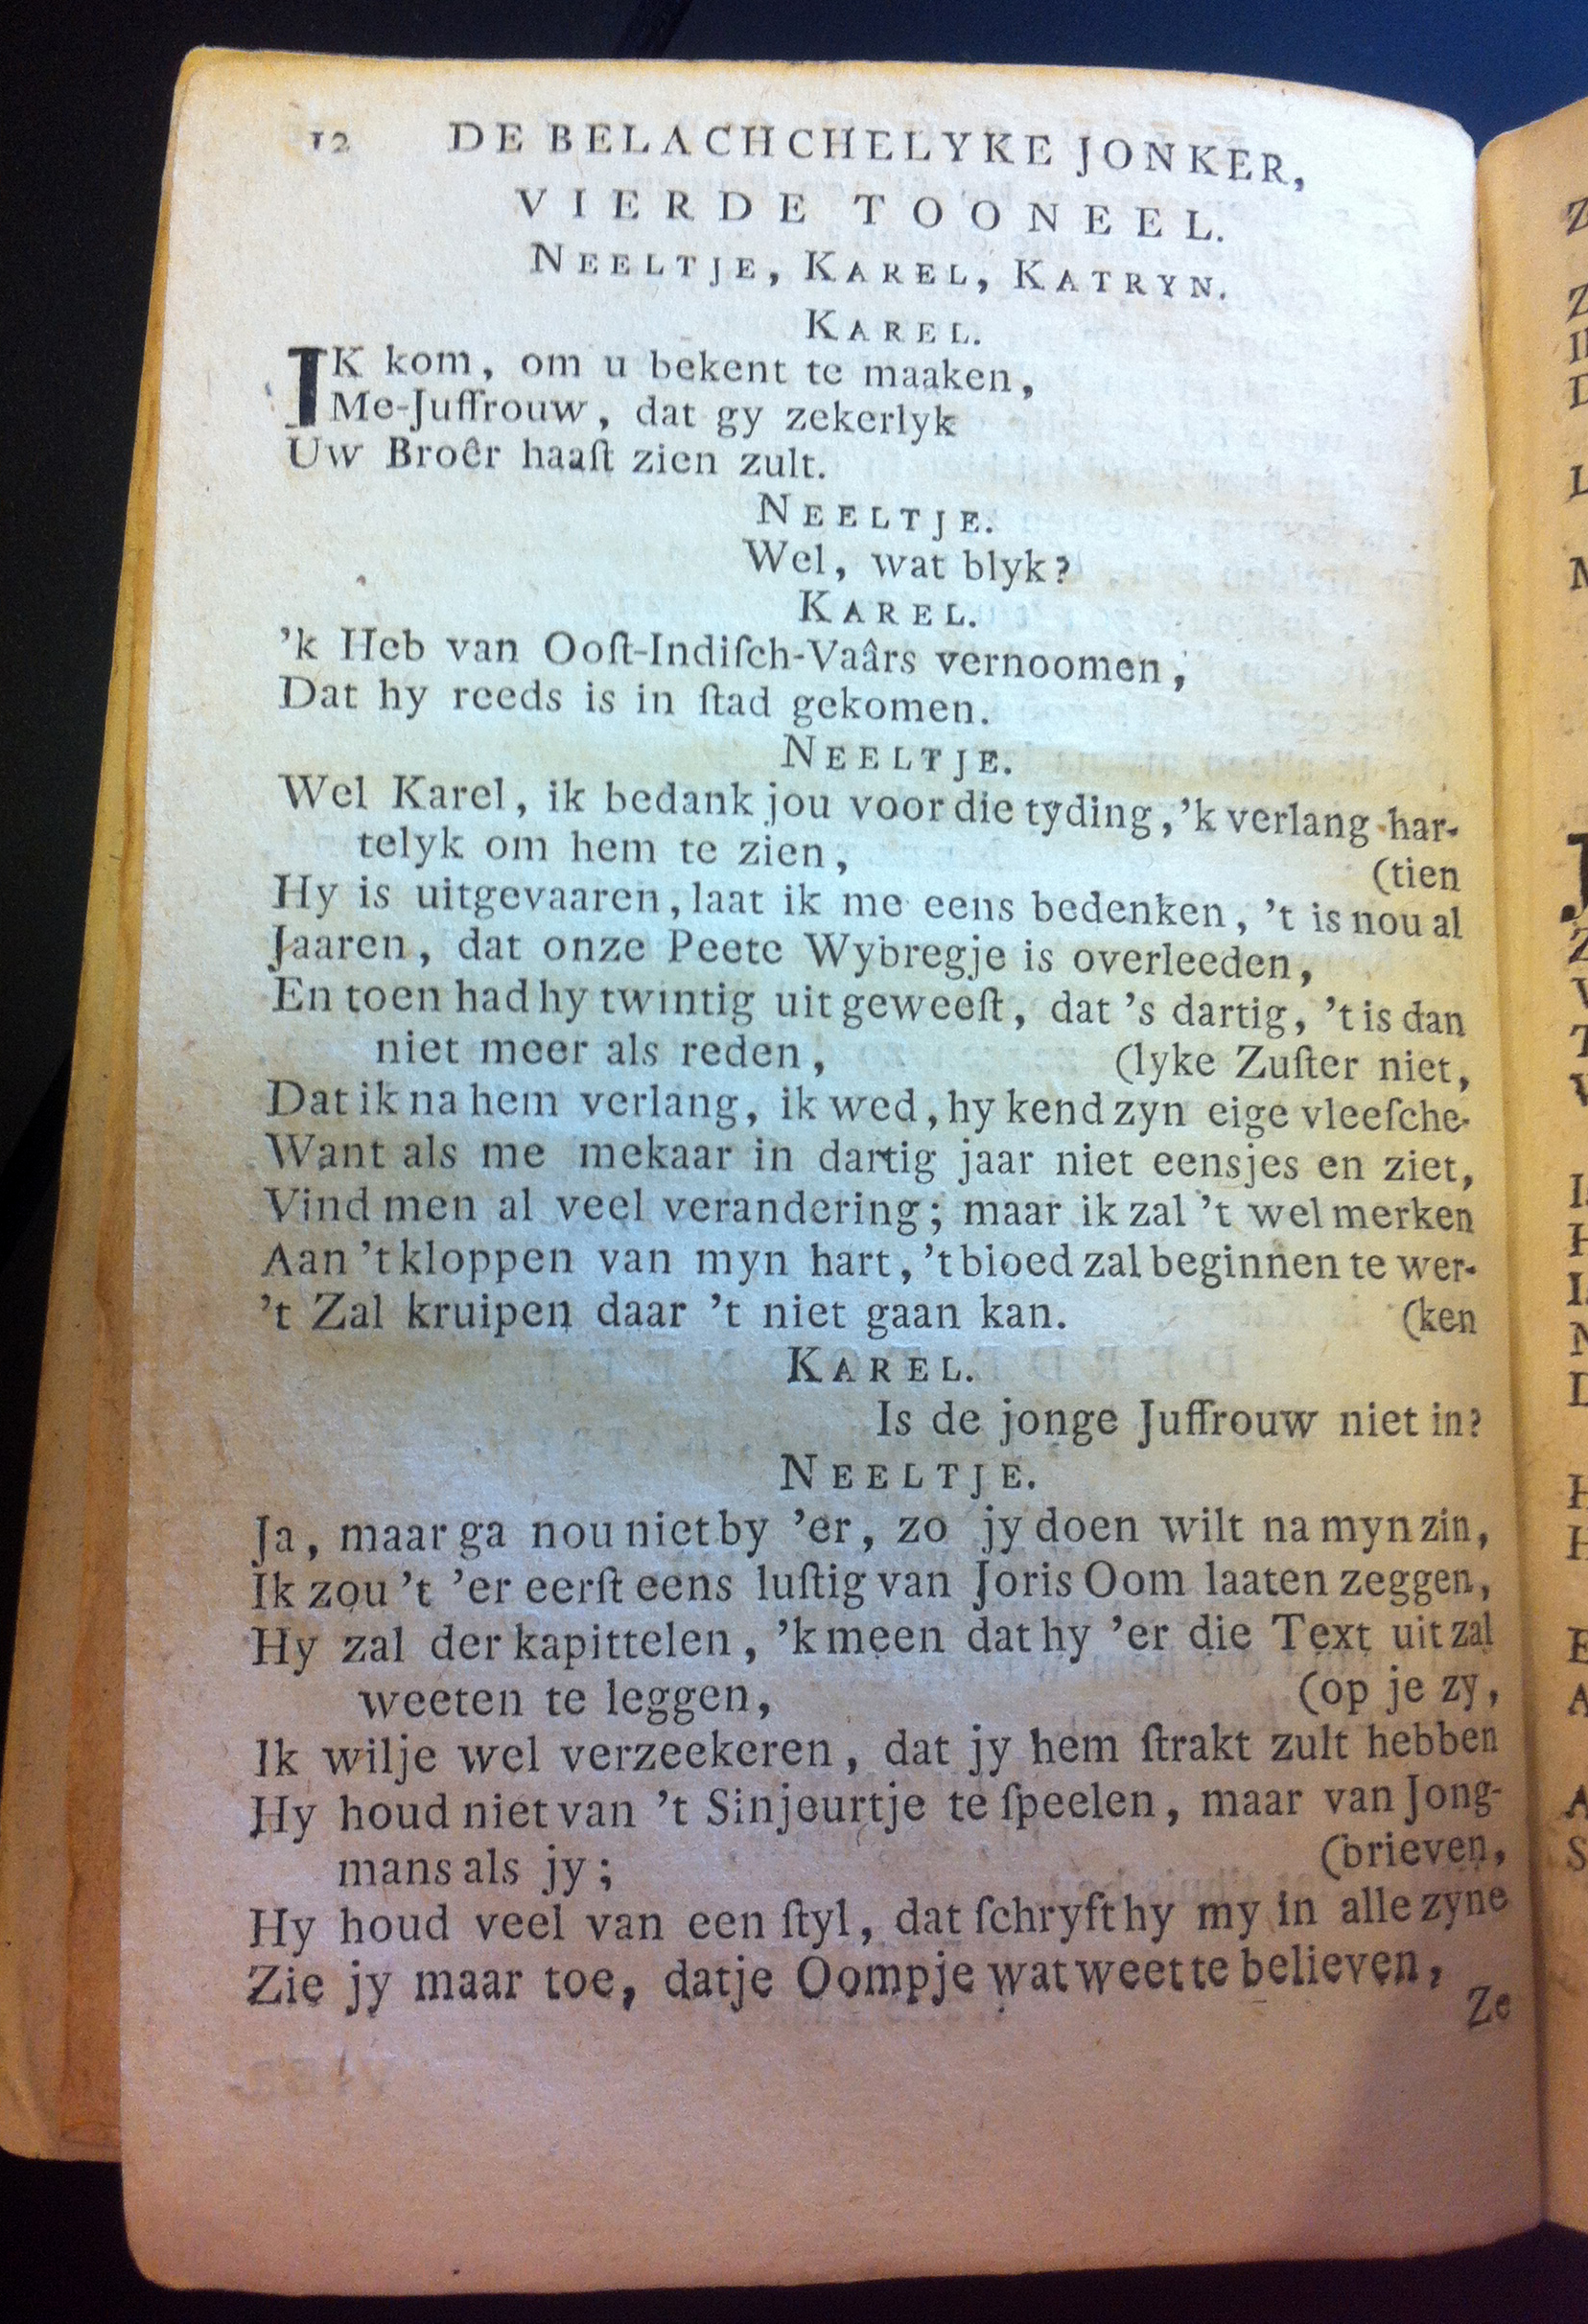 12 DE BELACHCHELYKE JONKER,
VIERDE TOONEEL.
NEELTJE, KAREL, KATRYN.
KAREL.
IK kom, om u bekent te maaken,
Me-Juffrouw, dat gy zekerlyk
Uw Broêr haaſt zien zult.
NEELTJE.
Wel, wat blyk?
KAREL.
’k Heb van Ooſt-Indiſch-Vaârs vernoomen,
Dat hy reeds is in ſtad gekomen.
NEELTJE.
Wel Karel, ik bedank jou voor die tyding, ’k verlang har-
telyk om hem te zien,
(tien
Hy is uitgevaaren, laat ik me eens bedenken, ’t is nou al
Jaaren, dat onze Peete Wybregje is overleeden,
En toen had hy twintig uit geweeſt, dat ’s dartig, ’t is dan
niet meer als reden, (lyke Zuſter niet,
Dat ik na hem verlang, ik wed, hy kend zyn eige vleeſche-
Want als me mekaar in dartig jaar niet eensjes en ziet,
Vind men al veel verandering; maar ik zal ’t wel merken
Aan ’t kloppen van myn hart, ’t bloed zal beginnen te wer-
’t Zal kruipen daar ’t niet gaan kan. (ken
KAREL.
Is de jonge Juffrouw niet in?
NEELTJE.
Ja, maar ga nou niet by ’er, zo jy doen wilt na myn zin,
Ik zou ’t ’er eerſt eens luſtig van Joris Oom laaten zeggen,
Hy zal der kapittelen, ’k meen dat hy ’er die Text uit zal
weeten te leggen, (op je zy,
Ik wilje wel verzeekeren, dat jy hem ſtrakt zult hebben
Hy houd niet van ’t Sinjeurtje te ſpeelen, maar van Jong-
mans als jy; (brieven,
Hy houd veel van een ſtyl, dat ſchryft hy my in alle zyne
Zie jy maar toe, datje Oompje wat weet te believen,
Ze